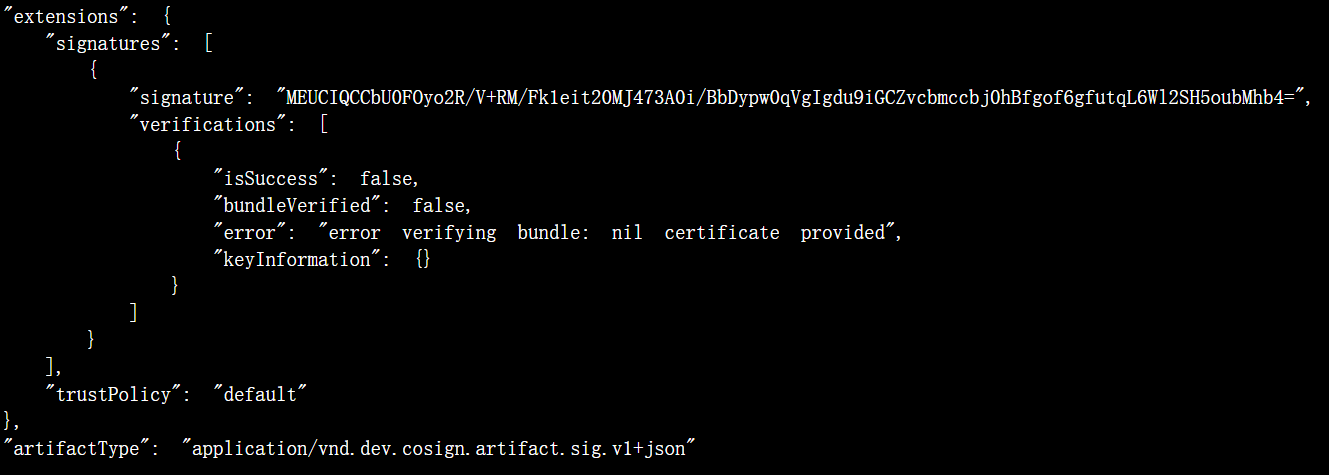 "extensions": {
"signatures": [
{
"signature": "MEUCIQCCbU0FOyo2R/V+RM/Fk1eit20MJ473A0i/BbDypw0qVgIgdu9iGCZvcbmccbj0hBfgof6gfutqL6Wl2SH5oubMhb4=",
"verifications": [
{
"isSuccess": false,
"bundleVerified": false,
"error": "error verifying bundle: nil certificate provided",
"keyInformation": {}
}
]
}
],
"trustPolicy": "default"
},
"artifactType": "application/vnd.dev.cosign.artifact.sig.v1+json"